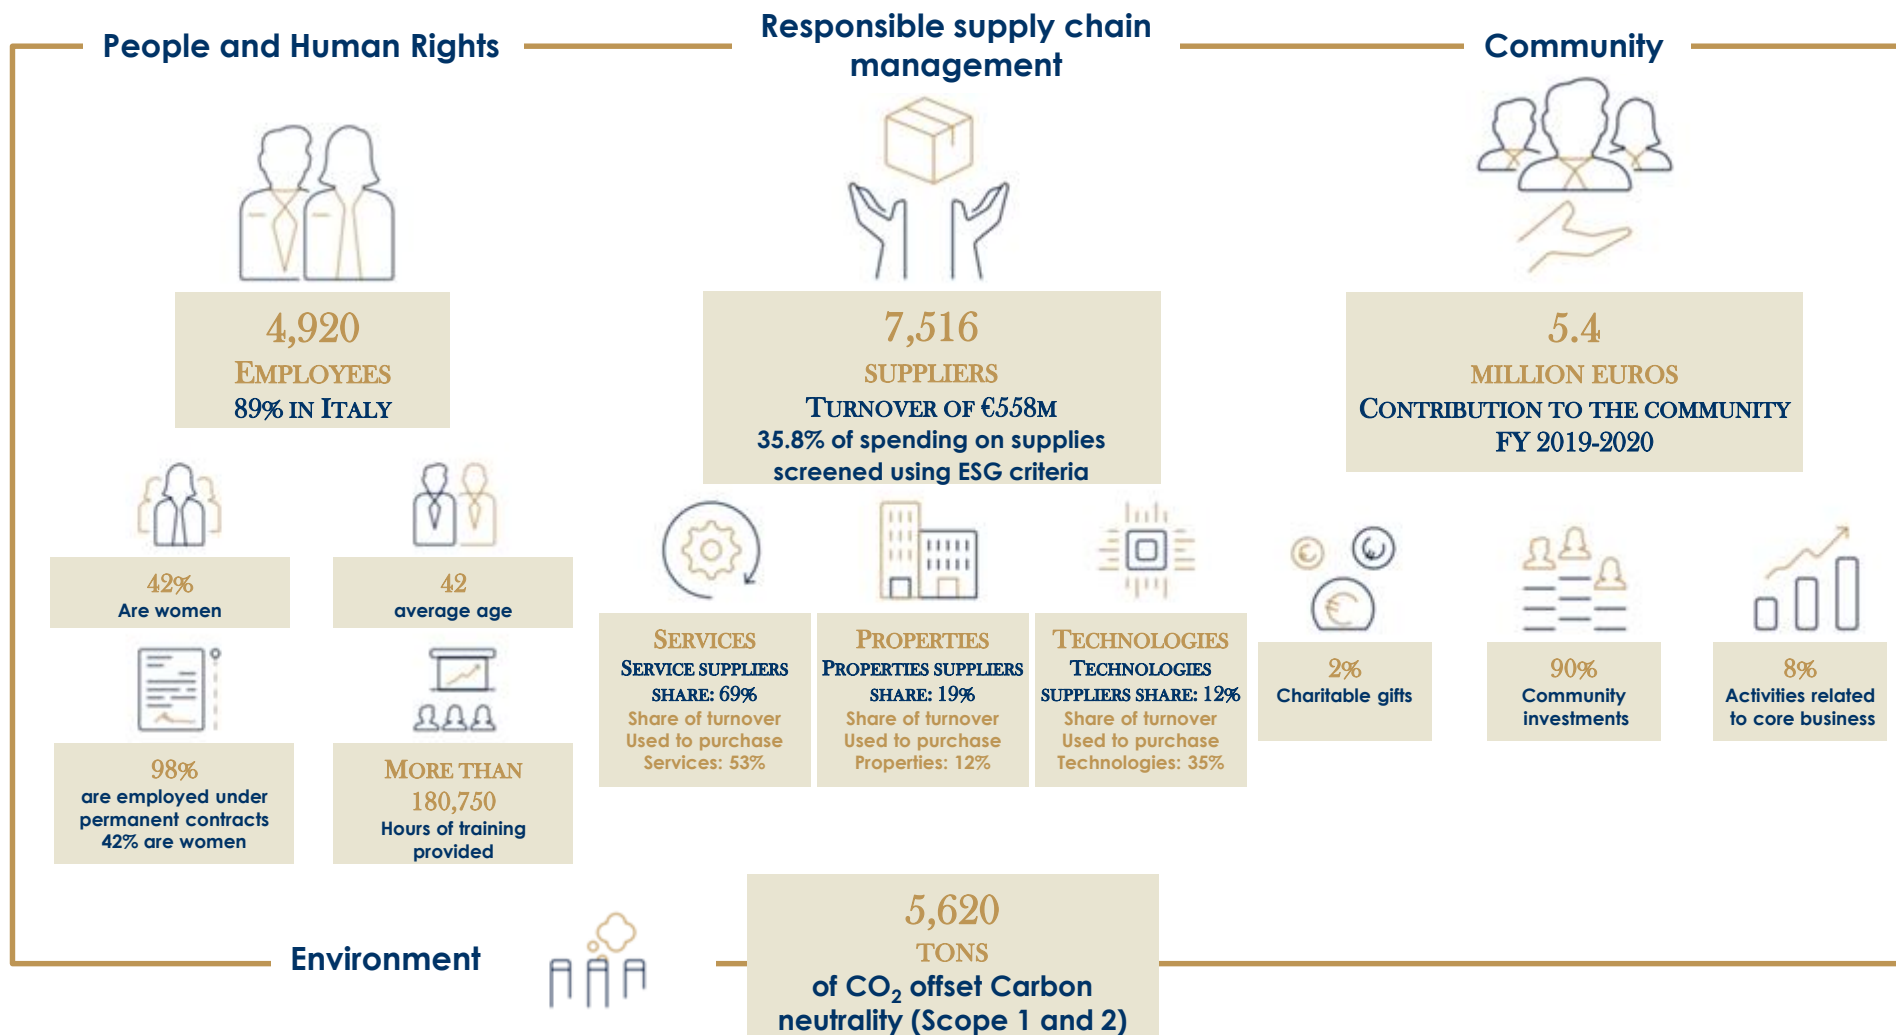 People and Human Rights
4,920
EMPLOYEES
89% IN ITALY
42%
Are women
42
average age
98%
are employed under
permanent contracts
42% are women
MORE THAN
180,750
Hours of training
provided
Responsible supply chain
management
7,516
SUPPLIERS
TURNOVER OF €558M
35.8% of spending on supplies
screened using ESG criteria
SERVICES
SERVICE SUPPLIERS
SHARE: 69%
Share of turnover
Used to purchase
Services: 53%
PROPERTIES
PROPERTIES SUPPLIERS
SHARE: 19%
Share of turnover
Used to purchase
Properties: 12%
TECHNOLOGIES
TECHNOLOGIES
SUPPLIERS SHARE: 12%
Share of turnover
Used to purchase
Technologies: 35%
Community
5.4
MILLION EUROS
CONTRIBUTION TO THE COMMUNITY
FY 2019-2020
2%
Charitable gifts
90%
Community
investments
8%
Activities related
to core business
Environment
5,620
TONS
of CO₂ offset Carbon
neutrality (Scope 1 and 2)